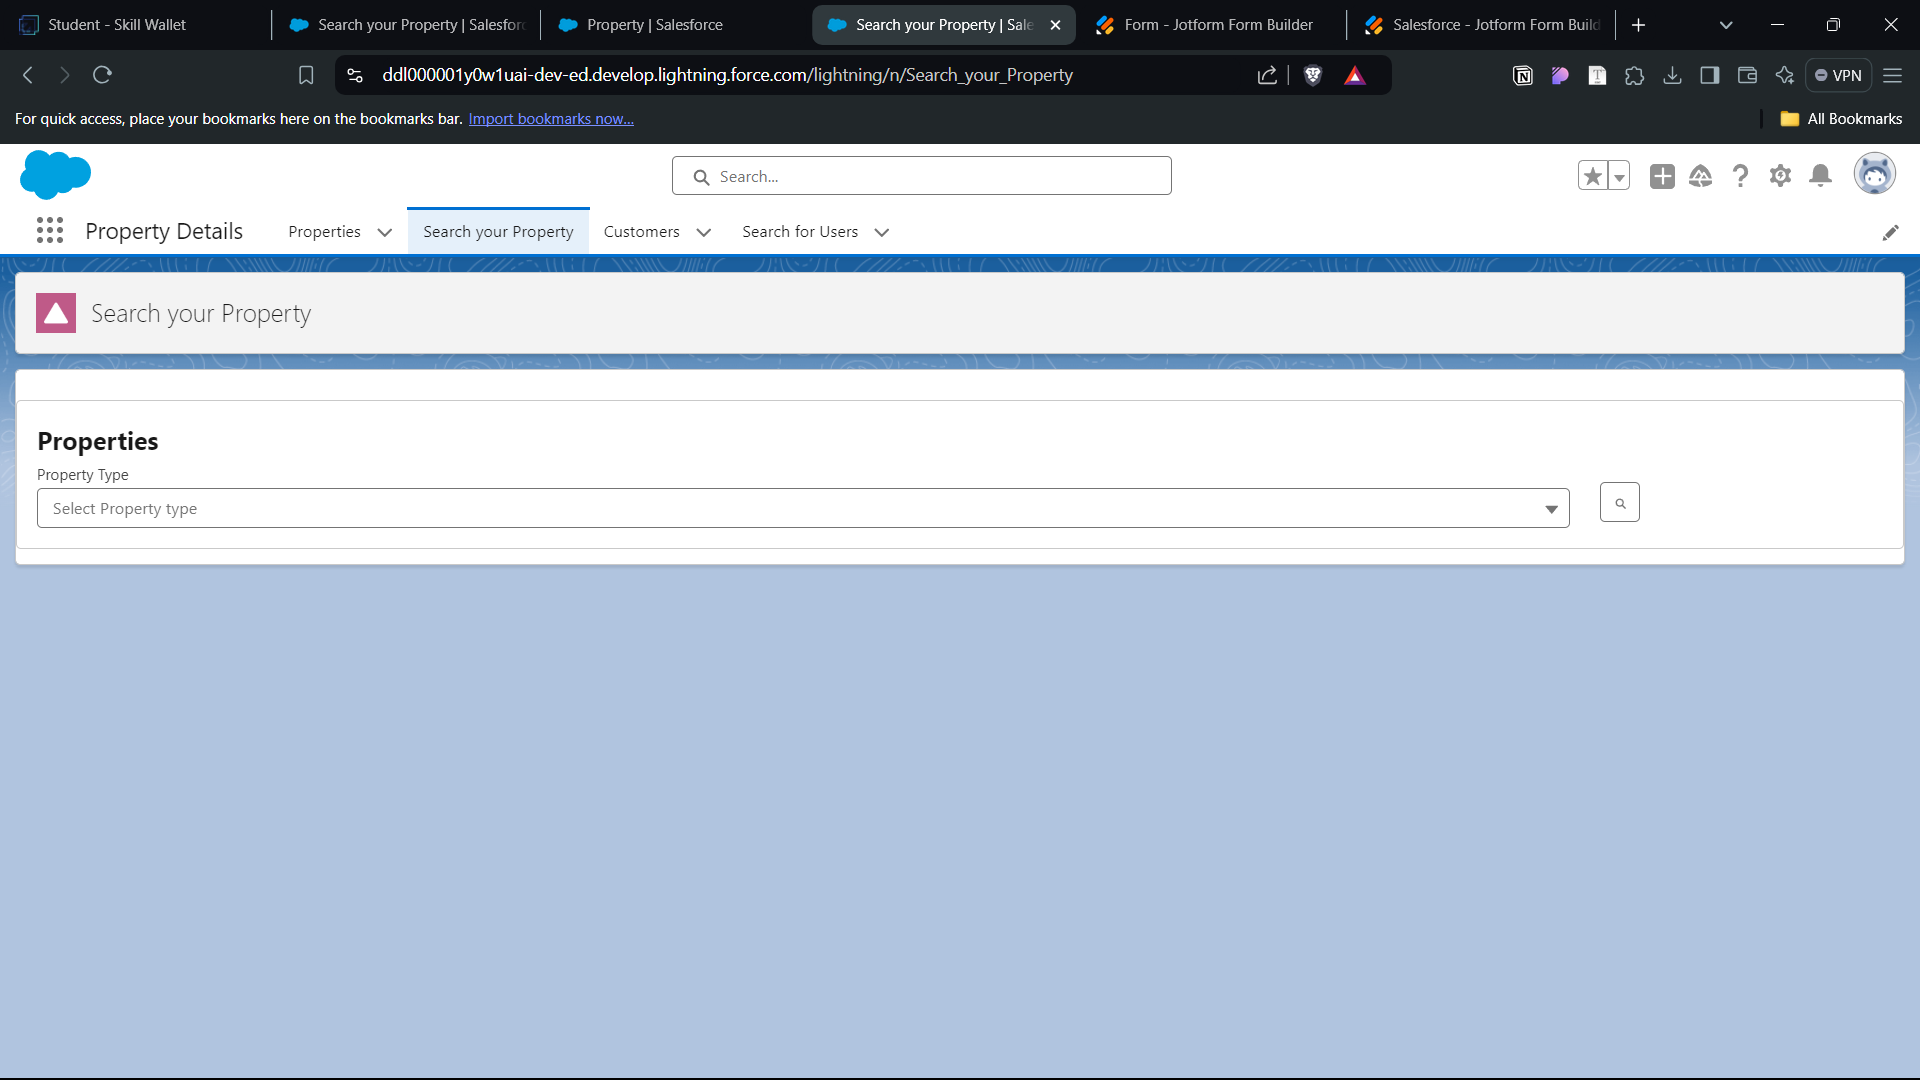 Student - Skill Wallet
Search your Property | Salesforc
Property | Salesforce
Search your Property | Sale
Form - Jotform Form Builder
Salesforce - Jotform Form Build
ddl000001y0w1uai-dev-ed.develop.lightning.force.com/lightning/n/Search_your_Property
VPN
For quick access, place your bookmarks here on the bookmarks bar. Import bookmarks now...
All Bookmarks
Search...
Property Details
Properties
Search your Property
Customers
Search for Users
Search your Property
Properties
Property Type
Select Property type